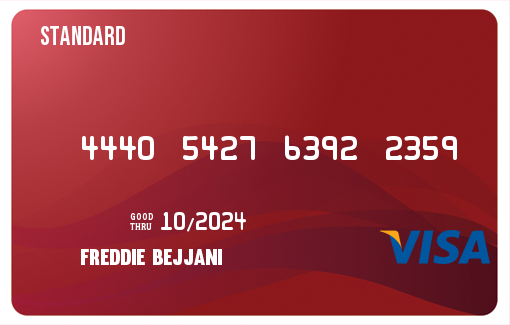 STANDARD
4440 5427 6392 2359
GOOD THRU 10/2024
FREDDIE BEJJANI
VISA